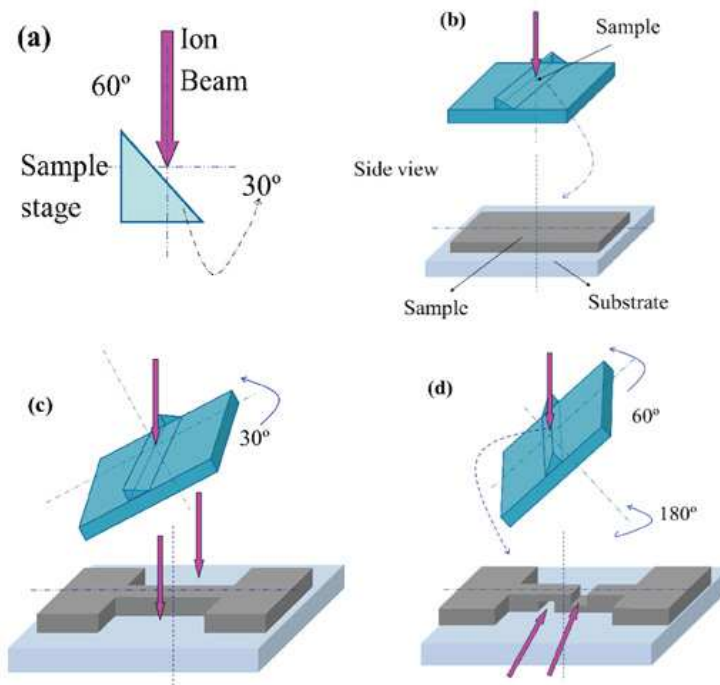 (a)
Ion
Beam
60º
Sample
stage
30º
(b)
Sample
Side view
Sample
Substrate
(c)
30º
(d)
60º
180º